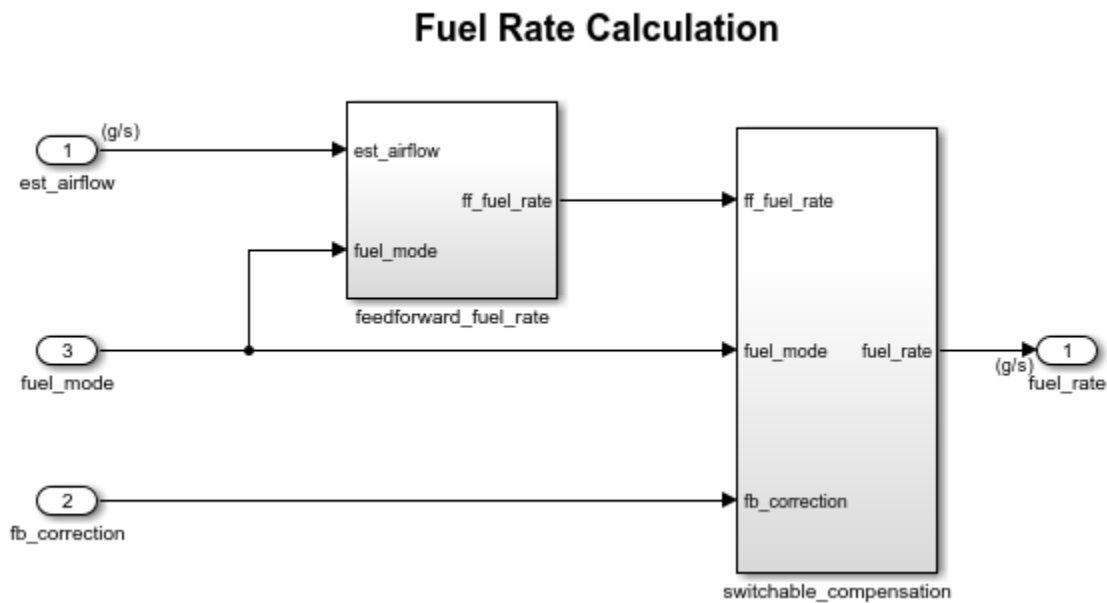 Fuel Rate Calculation
(g/s)
1
est_airflow
est_airflow
ff_fuel_rate
fuel_mode
feedforward_fuel_rate
3
fuel_mode
2
fb_correction
ff_fuel_rate
fuel_mode
fuel_rate
fb_correction
switchable_compensation
(g/s)
1
fuel_rate